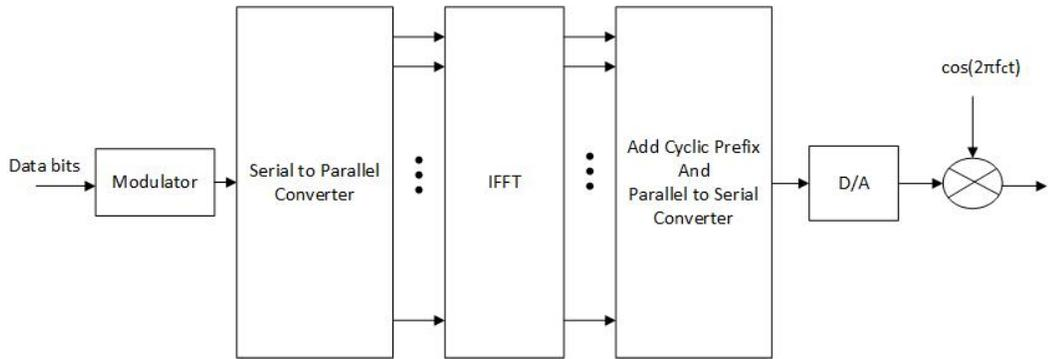 Data bits
Modulator
Serial to Parallel
Converter
IFFT
Add Cyclic Prefix
And
Parallel to Serial
Converter
D/A
cos(2πfct)